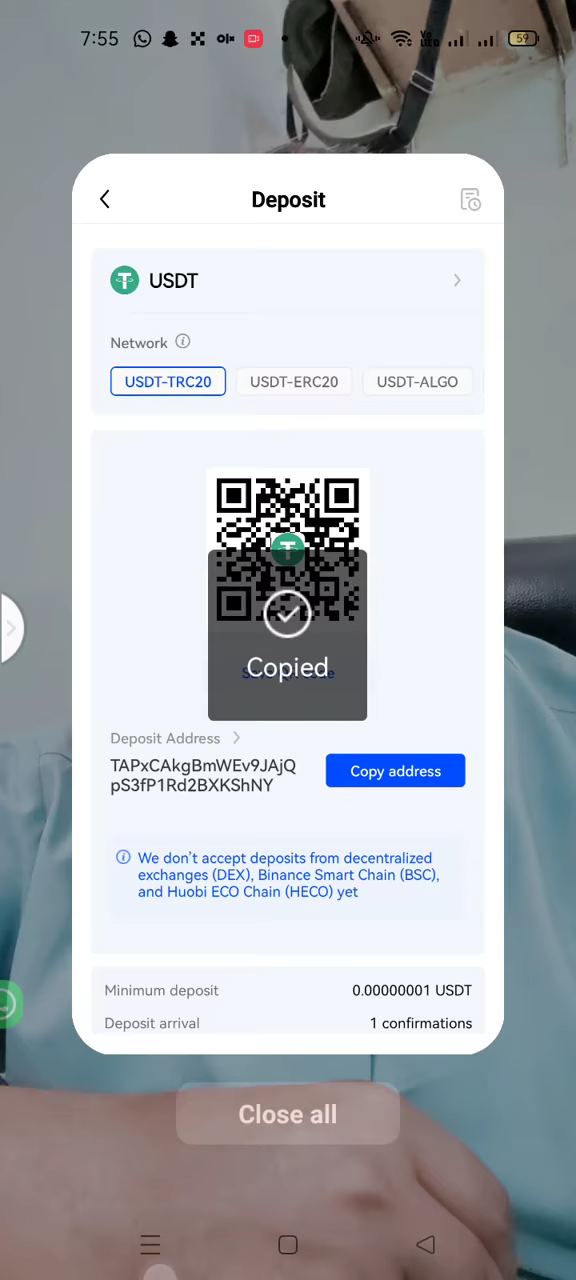 7:55
59
Deposit
USDT
Network
USDT-TRC20 USDT-ERC20 USDT-ALGO
Copied
Deposit Address
TAPxCAkgBmWEv9JAjQ
pS3fP1Rd2BXKShNY
Copy address
We don't accept deposits from decentralized
exchanges (DEX), Binance Smart Chain (BSC),
and Huobi ECO Chain (HECO) yet
Minimum deposit 0.00000001 USDT
Deposit arrival 1 confirmations
Close all